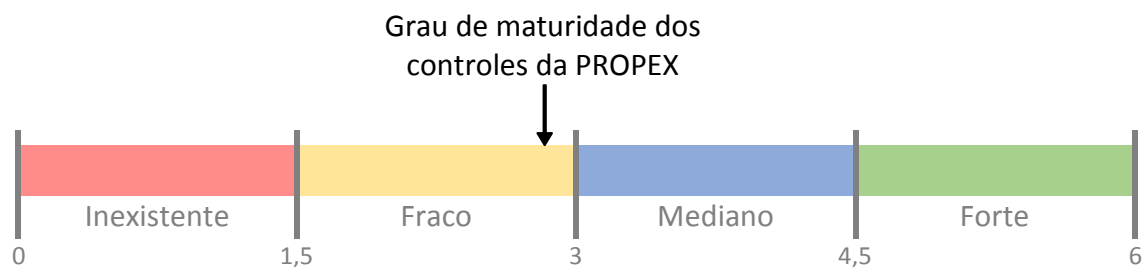 Grau de maturidade dos
controles da PROPEX
Inexistente Fraco Mediano Forte
0 1,5 3 4,5 6